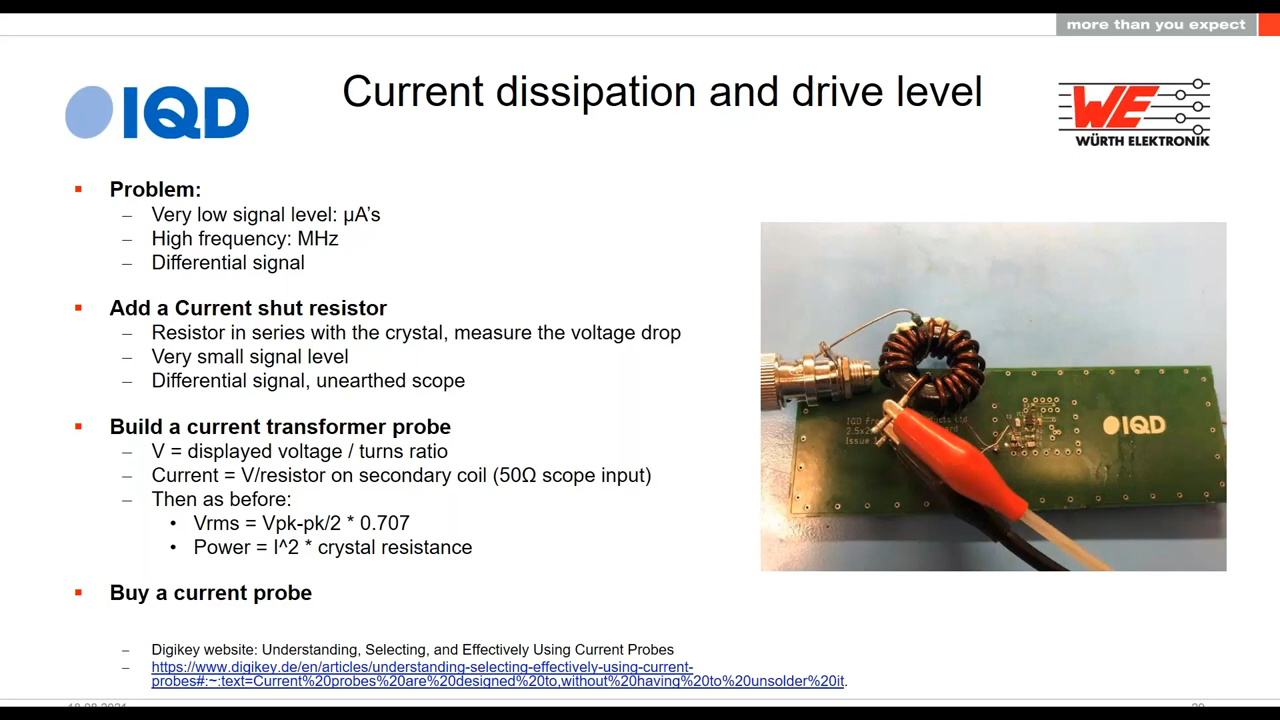 more than you expect
IQD
Current dissipation and drive level
WE
WÜRTH ELEKTRONIK
Problem:
– Very low signal level: µA's
– High frequency: MHz
– Differential signal
Add a Current shut resistor
– Resistor in series with the crystal, measure the voltage drop
– Very small signal level
– Differential signal, unearthed scope
Build a current transformer probe
– V = displayed voltage / turns ratio
– Current = V/resistor on secondary coil (50Ω scope input)
– Then as before:
• Vrms = Vpk-pk/2 * 0.707
• Power = I^2 * crystal resistance
Buy a current probe
– Digikey website: Understanding, Selecting, and Effectively Using Current Probes
– https://www.digikey.de/en/articles/understanding-selecting-effectively-using-current-
probes#:~:text=Current%20probes%20are%20designed%20to,without%20having%20to%20unsolder%20it.
IQD
2.5x2
Issue
IQD